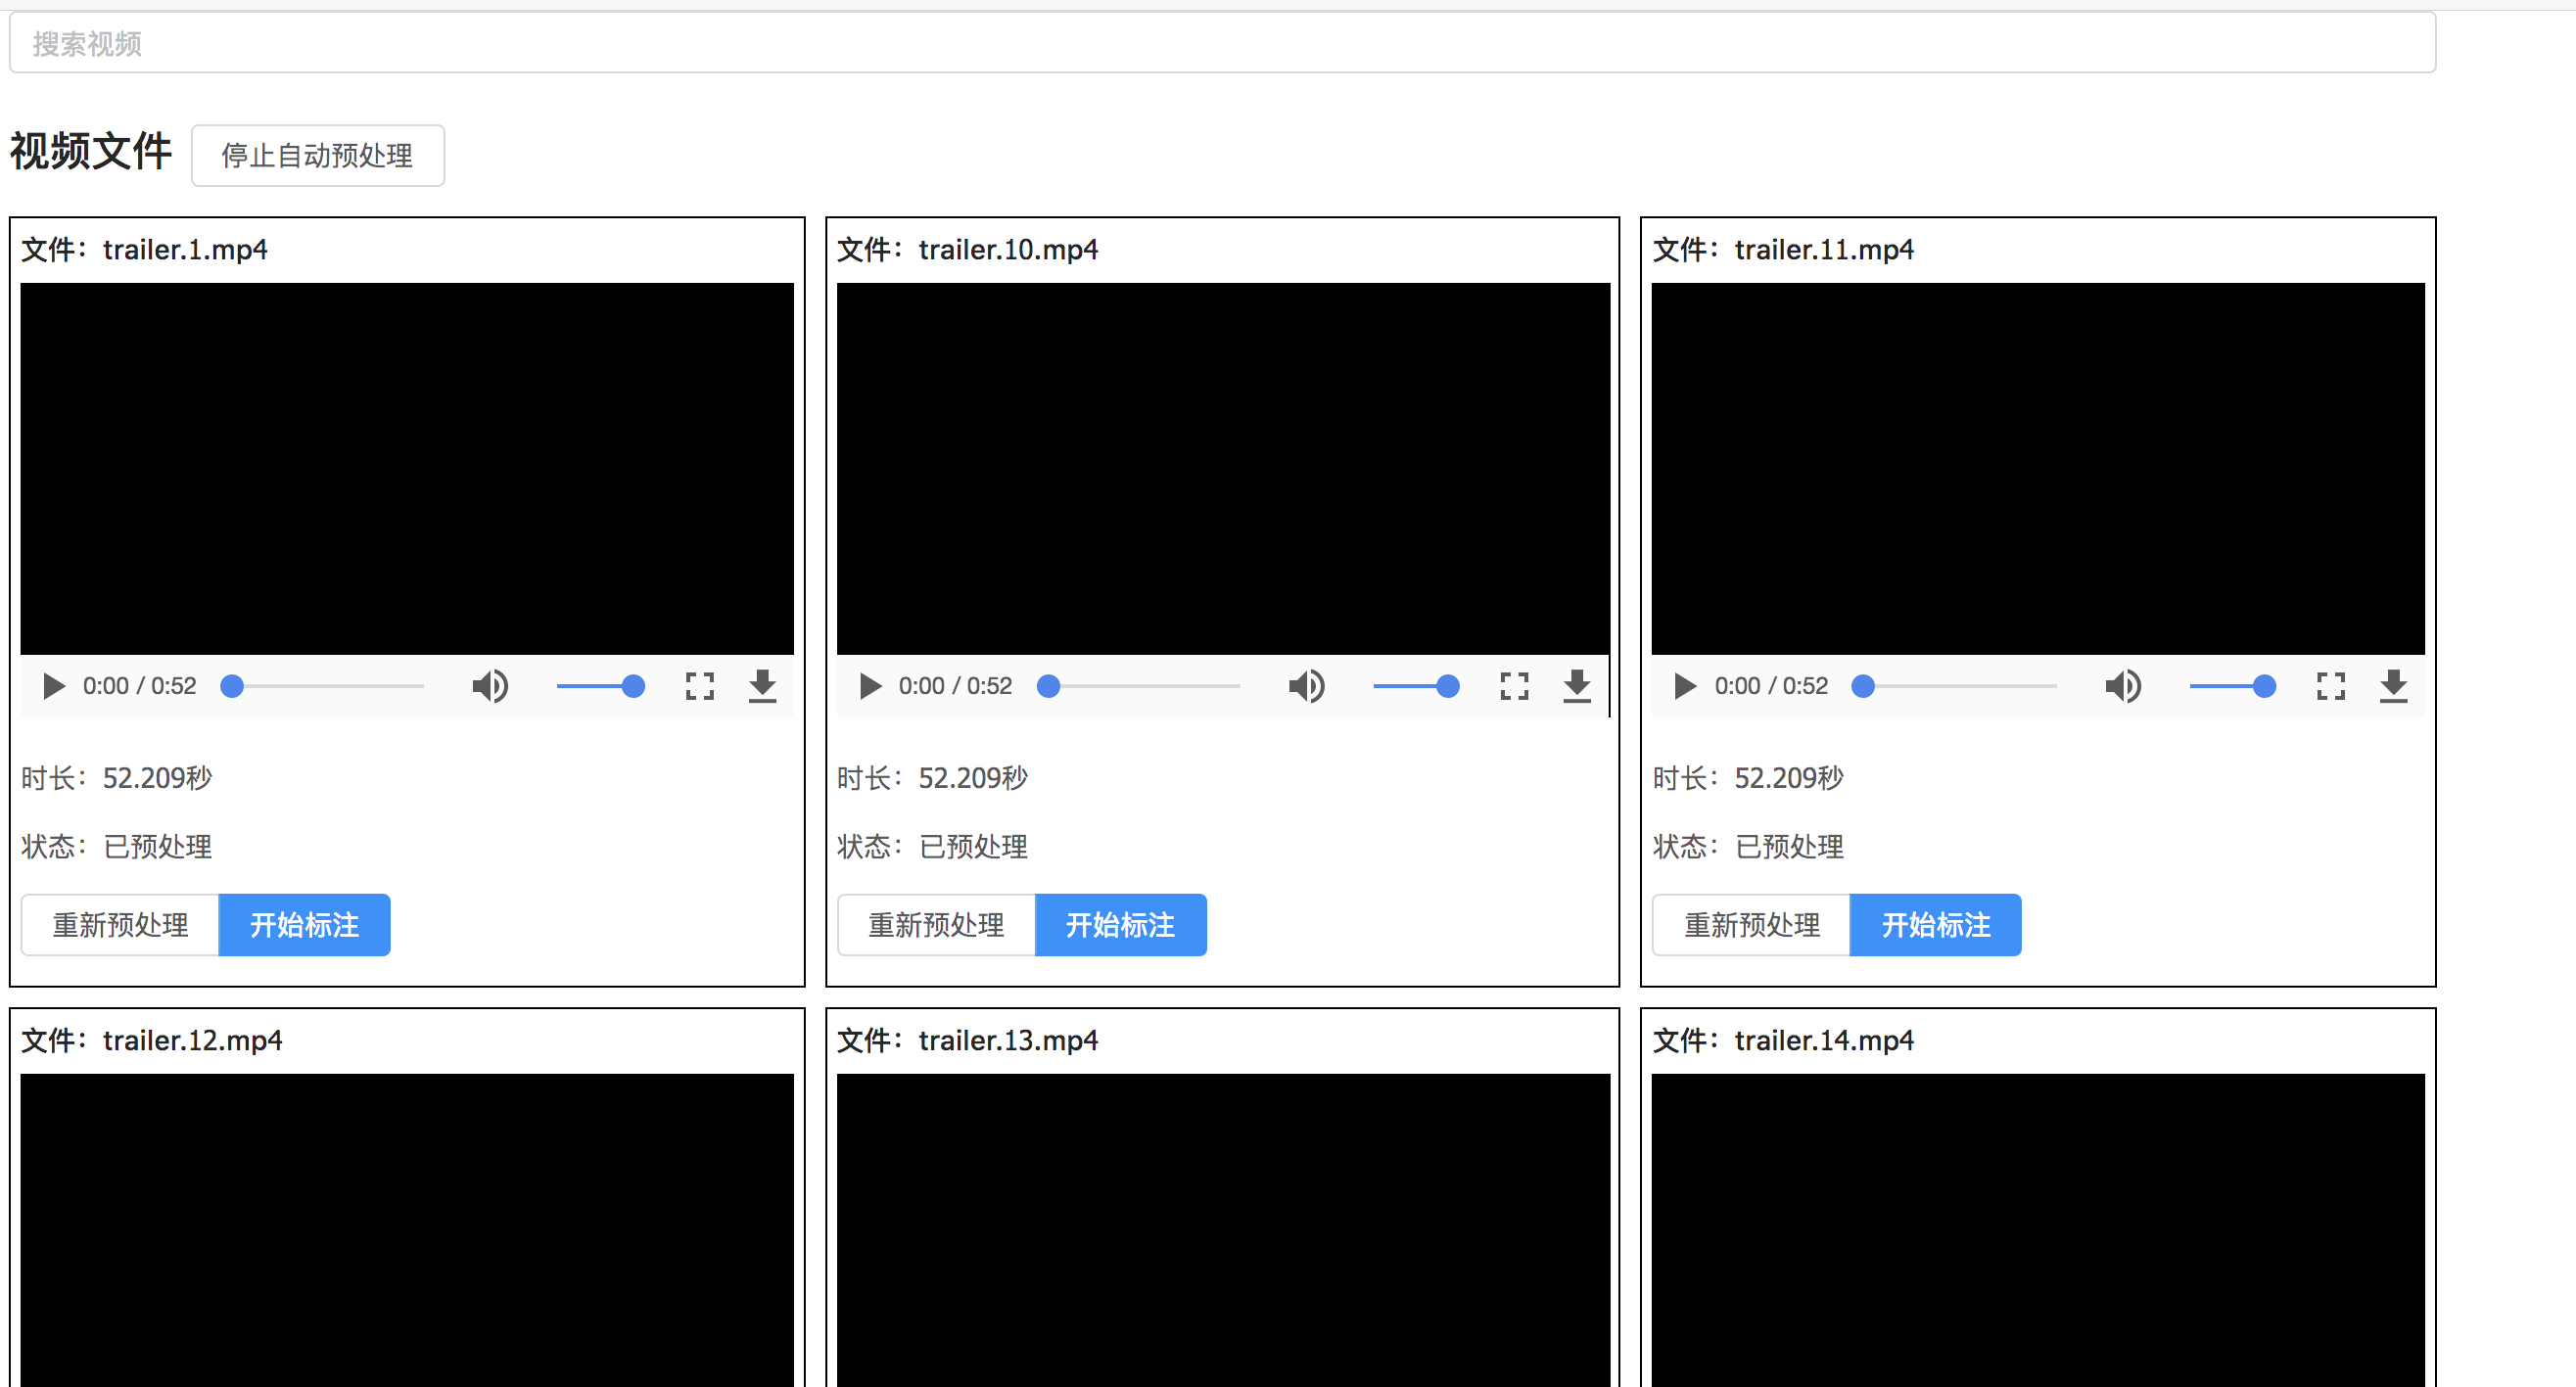 搜索视频
视频文件 停止自动预处理
文件：trailer.1.mp4
0:00 / 0:52
时长：52.209秒
状态：已预处理
重新预处理 开始标注
文件：trailer.10.mp4
0:00 / 0:52
时长：52.209秒
状态：已预处理
重新预处理 开始标注
文件：trailer.11.mp4
0:00 / 0:52
时长：52.209秒
状态：已预处理
重新预处理 开始标注
文件：trailer.12.mp4
文件：trailer.13.mp4
文件：trailer.14.mp4